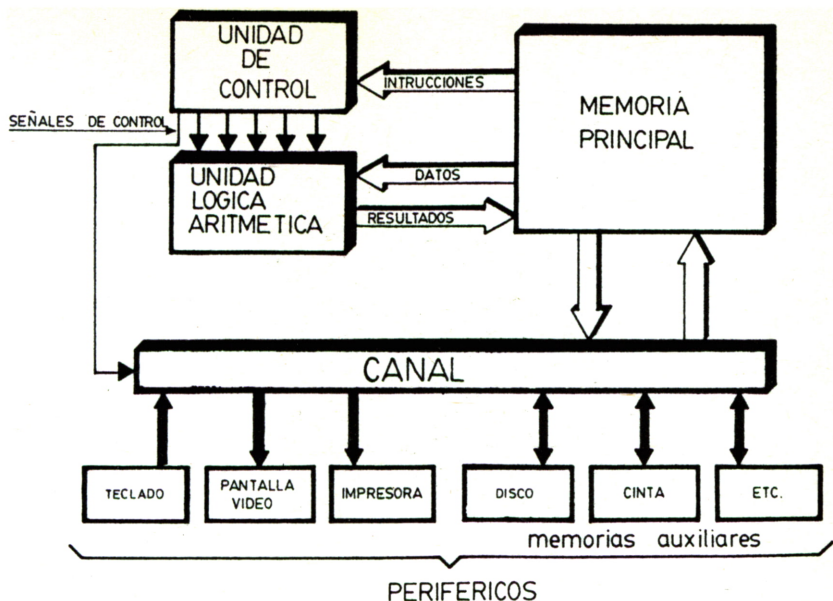 UNIDAD
DE
CONTROL
INTRUCCIONES
MEMORIA
PRINCIPAL
SEÑALES DE CONTROL
UNIDAD
LOGICA
ARITMETICA
DATOS
RESULTADOS
CANAL
TECLADO
PANTALLA
VIDEO
IMPRESORA
DISCO
CINTA
ETC.
memorias auxiliares
PERIFERICOS